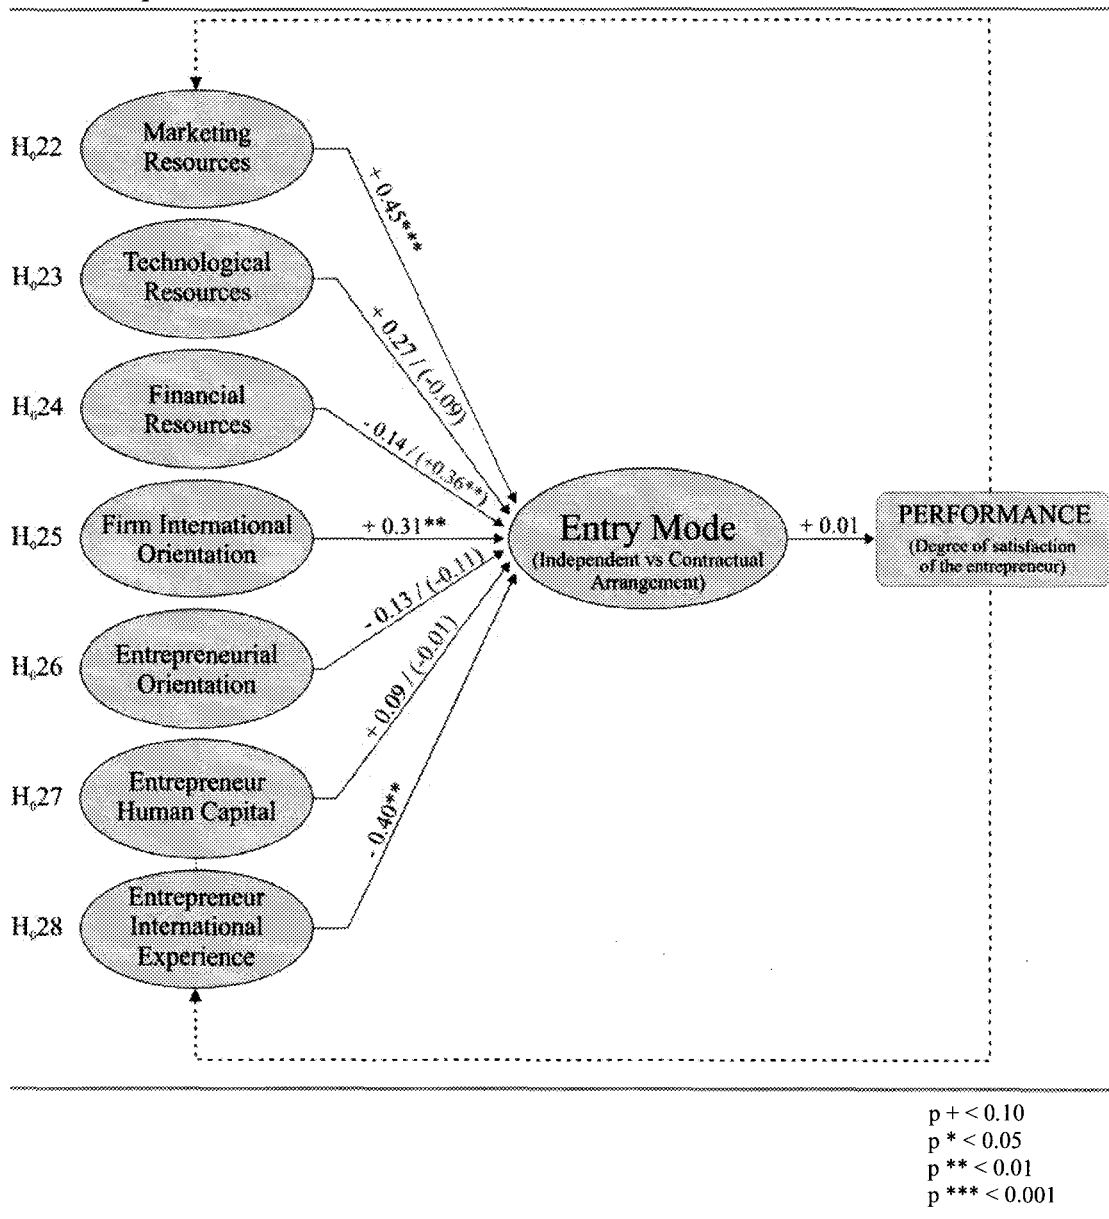 H₀22
Marketing
Resources
+ 0.45***
H₀23
Technological
Resources
+ 0.27 / (-0.09)
H₀24
Financial
Resources
- 0.14 / (+0.36**)
H₀25
Firm International
Orientation
+ 0.31**
Entry Mode
(Independent vs Contractual
Arrangement)
+ 0.01
PERFORMANCE
(Degree of satisfaction
of the entrepreneur)
H₀26
Entrepreneurial
Orientation
- 0.13 / (-0.11)
H₀27
Entrepreneur
Human Capital
+ 0.09 / (-0.01)
H₀28
Entrepreneur
International
Experience
- 0.40**
p + < 0.10
p * < 0.05
p ** < 0.01
p *** < 0.001